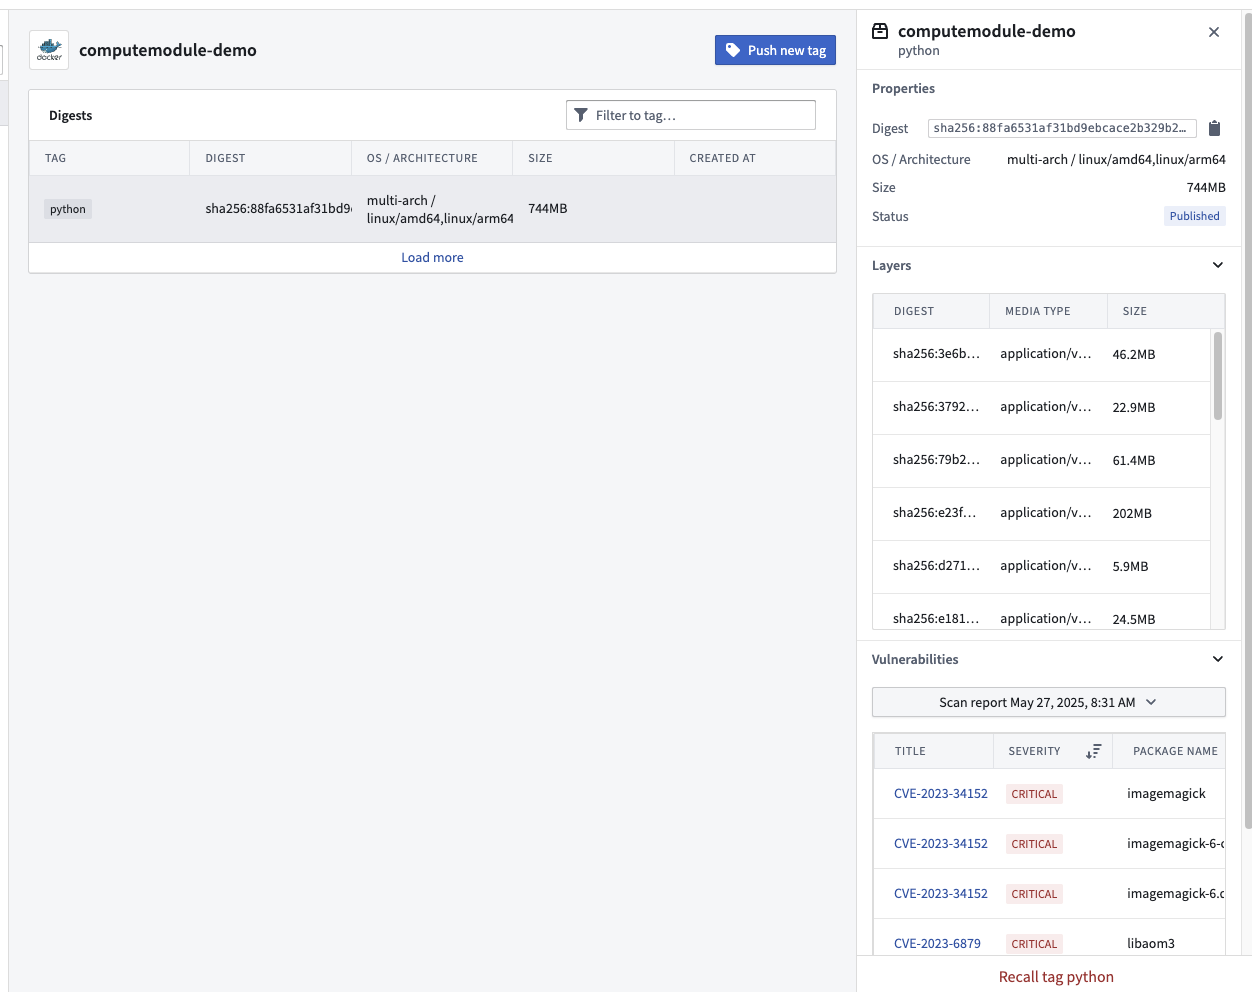 docker
computemodule-demo
Push new tag
Digests
Filter to tag…
TAG
DIGEST
OS / ARCHITECTURE
SIZE
CREATED AT
python
sha256:88fa6531af31bd9
multi-arch /
linux/amd64,linux/arm64
744MB
Load more
computemodule-demo
python
Properties
Digest
sha256:88fa6531af31bd9ebcace2b329b2…
OS / Architecture
multi-arch / linux/amd64,linux/arm64
Size
744MB
Status
Published
Layers
DIGEST
MEDIA TYPE
SIZE
sha256:3e6b… application/v… 46.2MB
sha256:3792… application/v… 22.9MB
sha256:79b2… application/v… 61.4MB
sha256:e23f… application/v… 202MB
sha256:d271… application/v… 5.9MB
sha256:e181… application/v… 24.5MB
Vulnerabilities
Scan report May 27, 2025, 8:31 AM
TITLE
SEVERITY
PACKAGE NAME
CVE-2023-34152 CRITICAL imagemagick
CVE-2023-34152 CRITICAL imagemagick-6-c
CVE-2023-34152 CRITICAL imagemagick-6.c
CVE-2023-6879 CRITICAL libaom3
Recall tag python